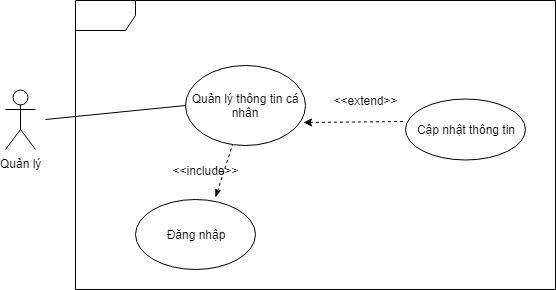 Quản lý thông tin cá
nhân
<<extend>>
Cập nhật thông tin
Quản lý
<<include>>
Đăng nhập